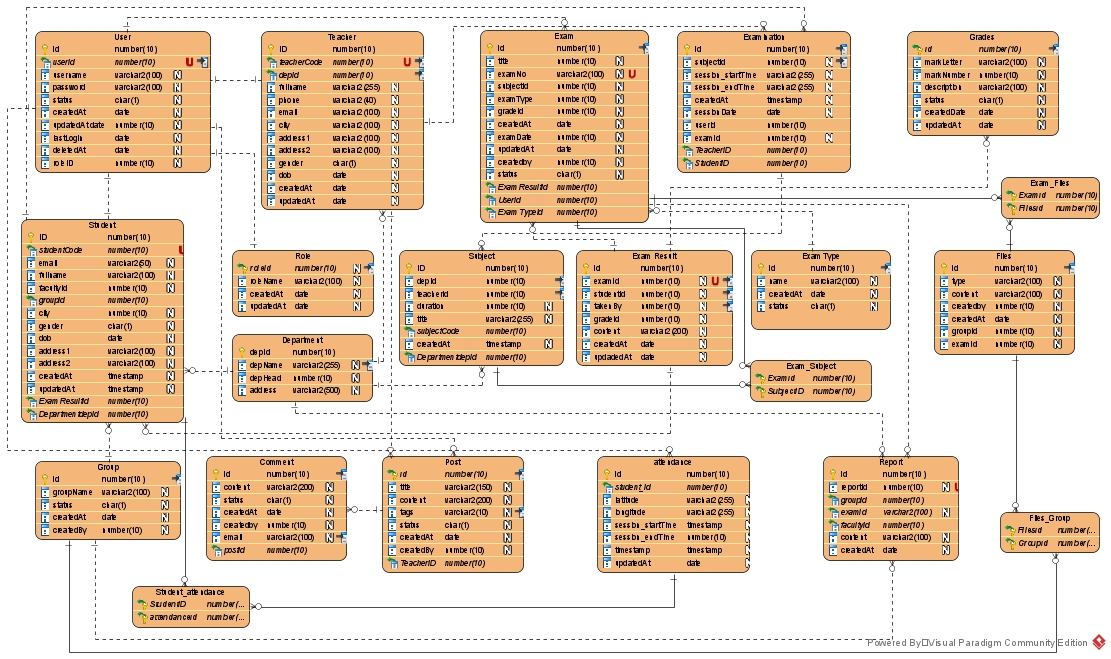 User
id number(10)
userid number(10) U
username varchar2(100) N
password varchar2(100) N
status char(1) N
createdAt date N
updatedAtdate number(10) N
lastLogin date N
deletedAt date N
role ID number(10) N
Teacher
ID number(10)
teacherCode number(10) U
depid number(10)
fullname varchar2(255) N
phone varchar2(40) N
email varchar2(100) N
city varchar2(100) N
address1 varchar2(100) N
address2 varchar2(100) N
gender char(1) N
dob date N
createdAt date N
updatedAt date N
Exam
id number(10)
title number(10) N
examNo varchar2(100) N U
subjectid number(10) N
examType number(10) N
gradeid number(10) N
createdAt date N
examDate number(10) N
updatedAt date N
createdby number(10) N
status char(1) N
Exam ResultId number(10)
UserId number(10)
Exam TypeId number(10)
Examination
id number(10)
subjectid number(10) N
session_startTime varchar2(255) N
session_endTime varchar2(255) N
createdAt timestamp N
sessionDate date N
userid number(10)
examId number(10) N
TeacherID number(10)
StudentID number(10)
Grades
id number(10)
markLetter varchar2(100) N
markNumber number(10) N
description varchar2(100) N
status char(1) N
createdDate date N
updatedAt date N
Exam_Files
Examid number(10)
Filesid number(10)
Student
ID number(10)
studentCode number(10) U
email varchar2(50) N
fullname varchar2(100) N
facultyId number(10) N
groupid number(10)
city number(10) N
gender char(1) N
dob date N
address1 varchar2(100) N
address2 varchar2(100) N
createdAt timestamp N
updatedAt timestamp N
Exam ResultId number(10)
Departmentdepid number(10)
Role
roleId number(10) N
roleName varchar2(100) N
createdAt date N
updatedAt date N
Subject
ID number(10)
depid number(10)
teacherid number(10)
duration number(10) N
title varchar2(255) N
subjectCode number(10)
createdAt timestamp N
Departmentdepid number(10)
Exam Result
ID number(10)
examId number(10) N U
studentid number(10) N
takenBy number(10) N
gradeid number(10) N
content varchar2(200) N
createdAt date N
updatedAt date N
Exam Type
ID number(10)
name varchar2(100) N
createdAt date N
status char(1) N
Files
id number(10)
type varchar2(100) N
content varchar2(100) N
createdby number(10) N
createdAt date N
groupid number(10) N
examId number(10) N
Department
depid number(10)
depName varchar2(255) N
depHead number(10) N
address varchar2(500) N
Exam_Subject
Examid number(10)
SubjectID number(10)
Group
id number(10)
groupName varchar2(100) N
status char(1) N
createdAt date N
createdBy number(10) N
Comment
id number(10)
content varchar2(200) N
status char(1) N
createdAt date N
createdby number(10) N
email varchar2(100) N
postid number(10)
Post
id number(10)
title varchar2(150) N
content varchar2(200) N
tags varchar2(10) N
status char(1) N
createdAt date N
createdBy number(10) N
TeacherID number(10)
attendance
id number(10)
student_id number(10)
latitude varchar2(255) N
longitude varchar2(255) N
session_startTime timestamp N
session_endTime number(10) N
timestamp timestamp N
updatedAt date N
Report
id number(10)
reportid number(10) N U
groupid number(10)
examid varchar2(100) N
facultyid number(10)
content varchar2(100) N
createdAt date N
Files_Group
Filesid number(...
Groupid number(...
Student_attendance
StudentID number(...
attendanceid number(...
Powered By Visual Paradigm Community Edition